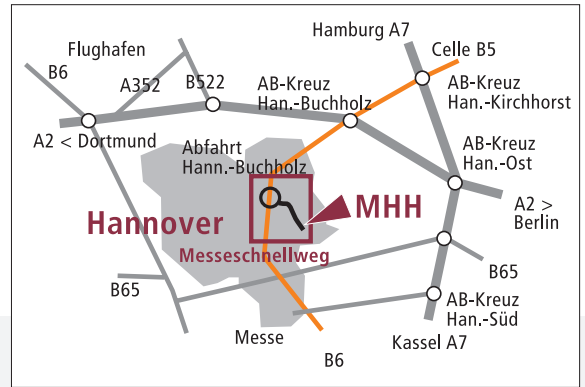 Hamburg A7
Flughafen
Celle B5
B6
A352
B522
AB-Kreuz
Han.-Buchholz
AB-Kreuz
Han.-Kirchhorst
A2 < Dortmund
Abfahrt
Hann.-Buchholz
AB-Kreuz
Han.-Ost
Hannover
MHH
A2 >
Berlin
Messeschnellweg
B65
B65
AB-Kreuz
Han.-Süd
Messe
Kassel A7
B6